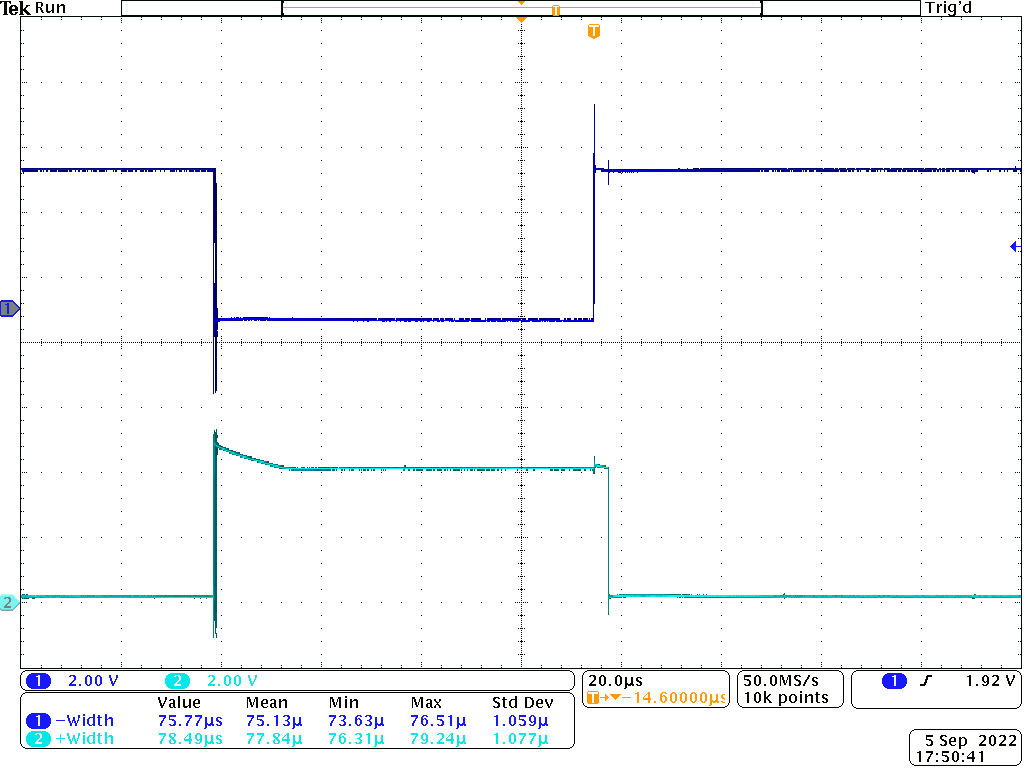 Tek Run Trig'd
T
T
1
2
1 2.00 V 2 2.00 V
20.0µs
T→▼−14.60000µs
50.0MS/s
10k points
1 ʃ 1.92 V
Value Mean Min Max Std Dev
1 −Width 75.77µs 75.13µ 73.63µ 76.51µ 1.059µ
2 +Width 78.49µs 77.84µ 76.31µ 79.24µ 1.077µ
5 Sep 2022
17:50:41